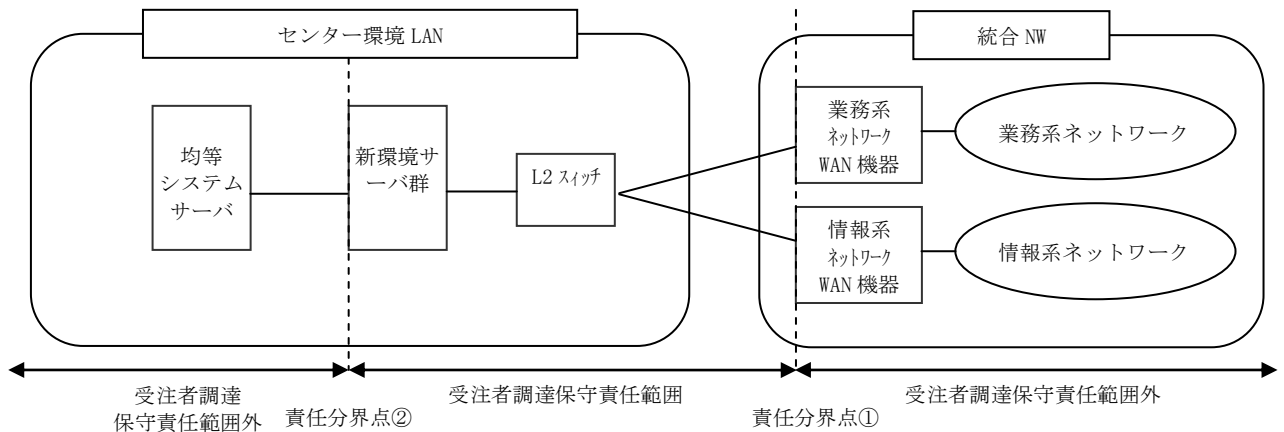 センター環境 LAN
統合 NW
均等
システム
サーバ
新環境サ
ーバ群
L2 スイッチ
業務系
ネットワーク
WAN 機器
業務系ネットワーク
情報系
ネットワーク
WAN 機器
情報系ネットワーク
受注者調達
保守責任範囲外
責任分界点②
受注者調達保守責任範囲
責任分界点①
受注者調達保守責任範囲外